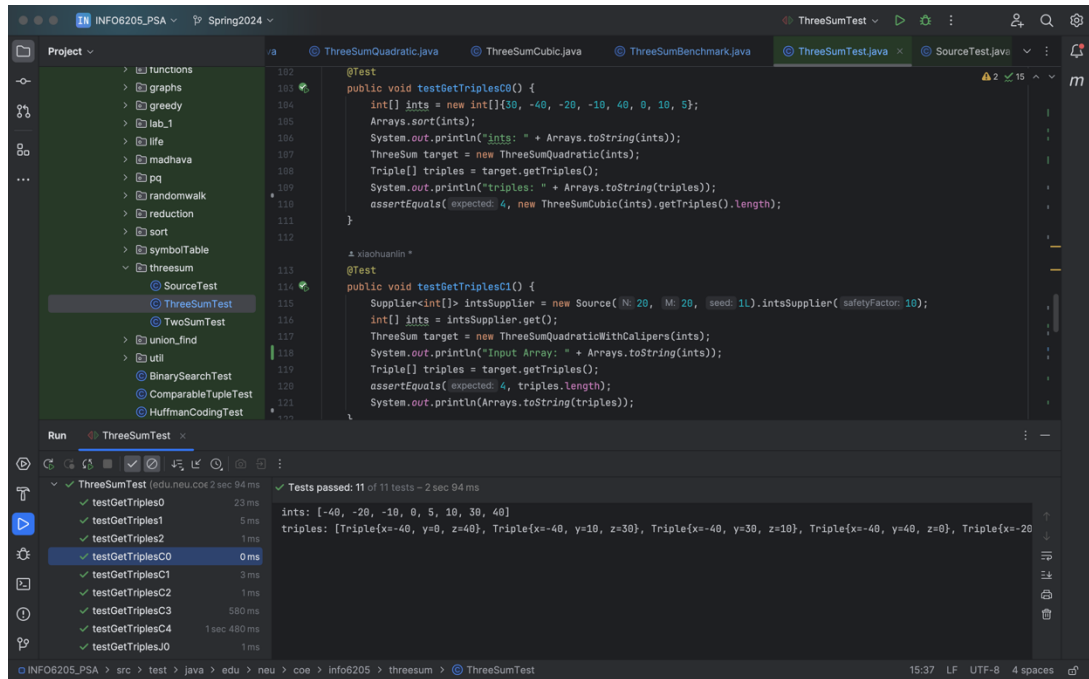 IN INFO6205_PSA Spring2024 ThreeSumTest
Project
a ThreeSumQuadratic.java ThreeSumCubic.java ThreeSumBenchmark.java ThreeSumTest.java SourceTest.java
functions
graphs
greedy
lab_1
life
madhava
pq
randomwalk
reduction
sort
symbolTable
threesum
SourceTest
ThreeSumTest
TwoSumTest
union_find
util
BinarySearchTest
ComparableTupleTest
HuffmanCodingTest
2 15
m
102 @Test
103 public void testGetTriplesC0() {
104 int[] ints = new int[]{30, -40, -20, -10, 40, 0, 10, 5};
105 Arrays.sort(ints);
106 System.out.println("ints: " + Arrays.toString(ints));
107 ThreeSum target = new ThreeSumQuadratic(ints);
108 Triple[] triples = target.getTriples();
109 System.out.println("triples: " + Arrays.toString(triples));
110 assertEquals( expected: 4, new ThreeSumCubic(ints).getTriples().length);
111 }
112
xiaohuanlin *
113 @Test
114 public void testGetTriplesC1() {
115 Supplier<int[]> intsSupplier = new Source( N: 20, M: 20, seed: 1L).intsSupplier( safetyFactor: 10);
116 int[] ints = intsSupplier.get();
117 ThreeSum target = new ThreeSumQuadraticWithCalipers(ints);
118 System.out.println("Input Array: " + Arrays.toString(ints));
119 Triple[] triples = target.getTriples();
120 assertEquals( expected: 4, triples.length);
121 System.out.println(Arrays.toString(triples));
}
Run ThreeSumTest
ThreeSumTest (edu.neu.coe 2 sec 94 ms
testGetTriples0 23 ms
testGetTriples1 5 ms
testGetTriples2 1 ms
testGetTriplesC0 0 ms
testGetTriplesC1 3 ms
testGetTriplesC2 1 ms
testGetTriplesC3 580 ms
testGetTriplesC4 1 sec 480 ms
testGetTriplesJ0 1 ms
Tests passed: 11 of 11 tests – 2 sec 94 ms
ints: [-40, -20, -10, 0, 5, 10, 30, 40]
triples: [Triple{x=-40, y=0, z=40}, Triple{x=-40, y=10, z=30}, Triple{x=-40, y=30, z=10}, Triple{x=-40, y=40, z=0}, Triple{x=-20
INFO6205_PSA > src > test > java > edu > neu > coe > info6205 > threesum > ThreeSumTest 15:37 LF UTF-8 4 spaces